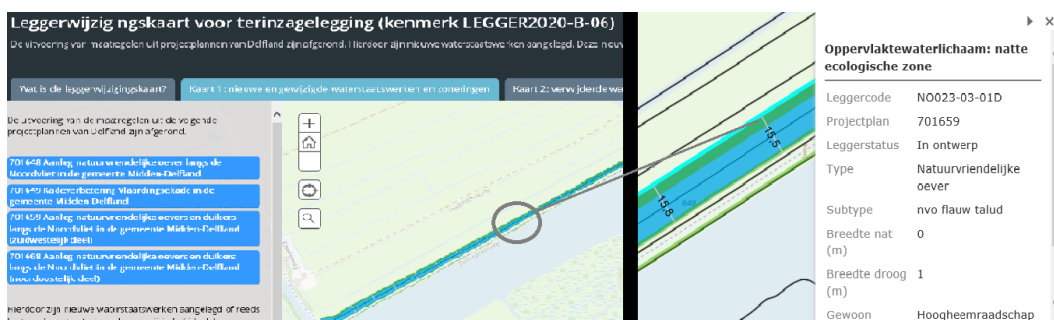 Leggerwijzigingskaart voor terinzagelegging (kenmerk LEGGER2020-B-06)
De uitvoering van maatregelen uit projectplannen van Delfland zijn afgerond. Hierdoor zijn nieuwe waterstaatswerken aangelegd. Deze nieuw
Wat is de leggerwijzigingskaart?
Kaart 1: nieuwe en gewijzigde waterstaatswerken en zoneringen
Kaart 2: verwijderde wa
De uitvoering van de maatregelen uit de volgende
projectplannen van Delfland zijn afgerond.
701648 Aanleg natuurvriendelijke oever langs de
Noordvliet in de gemeente Midden-Delfland
701649 Kadeverbetering Vlaardingsekade in de
gemeente Midden Delfland
701659 Aanleg natuurvriendelijke oevers en duikers
langs de Noordvliet in de gemeente Midden-Delfland
(zuidwestelijk deel)
701668 Aanleg natuurvriendelijke oevers en duikers
langs de Noordvliet in de gemeente Midden-Delfland
(noordoostelijk deel)
Hierdoor zijn nieuwe waterstaatswerken aangelegd of reeds
15,5
15,8
Oppervlaktewaterlichaam: natte
ecologische zone
Leggercode NO023-03-01D
Projectplan 701659
Leggerstatus In ontwerp
Type Natuurvriendelijke
oever
Subtype nvo flauw talud
Breedte nat 0
(m)
Breedte droog 1
(m)
Gewoon Hoogheemraadschap